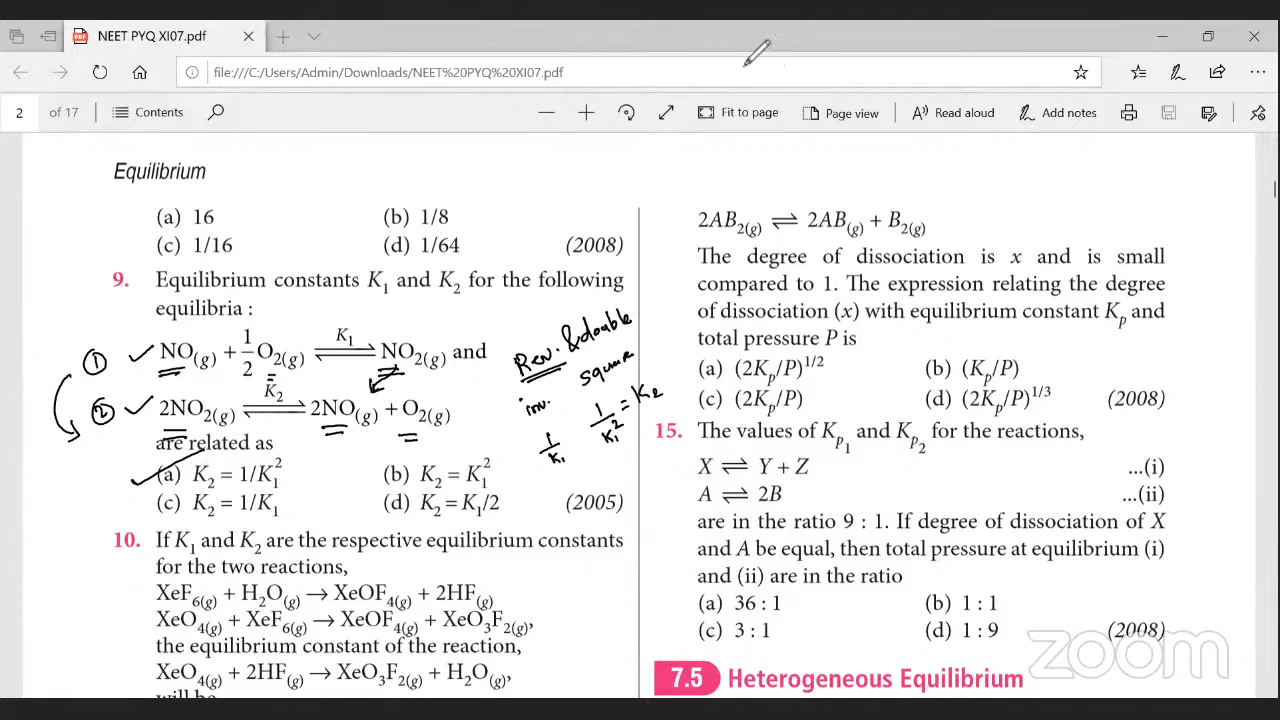 NEET PYQ XI07.pdf
file:///C:/Users/Admin/Downloads/NEET%20PYQ%20XI07.pdf
2 of 17 Contents Fit to page Page view Read aloud Add notes
Equilibrium
(a) 16 (b) 1/8
(c) 1/16 (d) 1/64 (2008)
9. Equilibrium constants K₁ and K₂ for the following
equilibria :
① NO(g) + 1/2 O₂(g) ⇌ NO₂(g) and
K₁
② 2NO₂(g) ⇌ 2NO(g) + O₂(g)
K₂
are related as
(a) K₂ = 1/K₁² (b) K₂ = K₁²
(c) K₂ = 1/K₁ (d) K₂ = K₁/2 (2005)
Rev. & double
square
inv.
1/K₁
1/K₁² = K₂
10. If K₁ and K₂ are the respective equilibrium constants
for the two reactions,
XeF₆(g) + H₂O(g) → XeOF₄(g) + 2HF(g)
XeO₄(g) + XeF₆(g) → XeOF₄(g) + XeO₃F₂(g),
the equilibrium constant of the reaction,
XeO₄(g) + 2HF(g) → XeO₃F₂(g) + H₂O(g),
will be
2AB₂(g) ⇌ 2AB(g) + B₂(g)
The degree of dissociation is x and is small
compared to 1. The expression relating the degree
of dissociation (x) with equilibrium constant Kp and
total pressure P is
(a) (2Kp/P)^1/2 (b) (Kp/P)
(c) (2Kp/P) (d) (2Kp/P)^1/3 (2008)
15. The values of Kp₁ and Kp₂ for the reactions,
X ⇌ Y + Z ...(i)
A ⇌ 2B ...(ii)
are in the ratio 9 : 1. If degree of dissociation of X
and A be equal, then total pressure at equilibrium (i)
and (ii) are in the ratio
(a) 36 : 1 (b) 1 : 1
(c) 3 : 1 (d) 1 : 9 (2008)
7.5 Heterogeneous Equilibrium
zoom